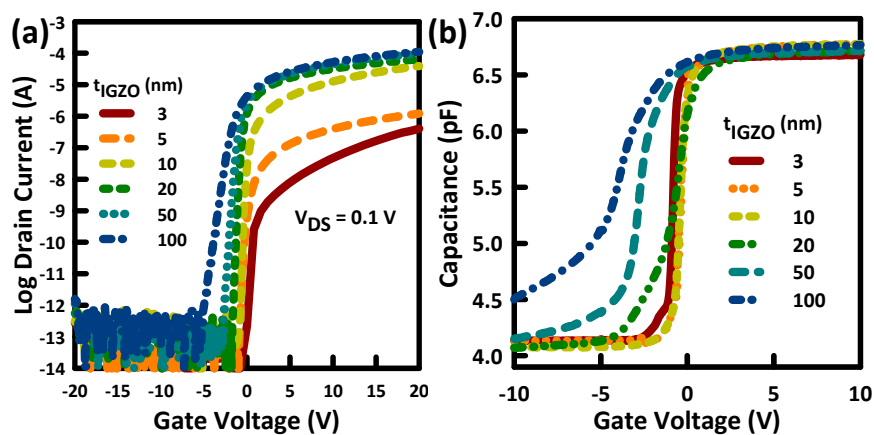 (a)
Log Drain Current (A)
-3
-4
-5
-6
-7
-8
-9
-10
-11
-12
-13
-14
t_IGZO (nm)
3
5
10
20
50
100
V_DS = 0.1 V
-20 -15 -10 -5 0 5 10 15 20
Gate Voltage (V)
(b)
Capacitance (pF)
7.0
6.5
6.0
5.5
5.0
4.5
4.0
t_IGZO (nm)
3
5
10
20
50
100
-10 -5 0 5 10
Gate Voltage (V)